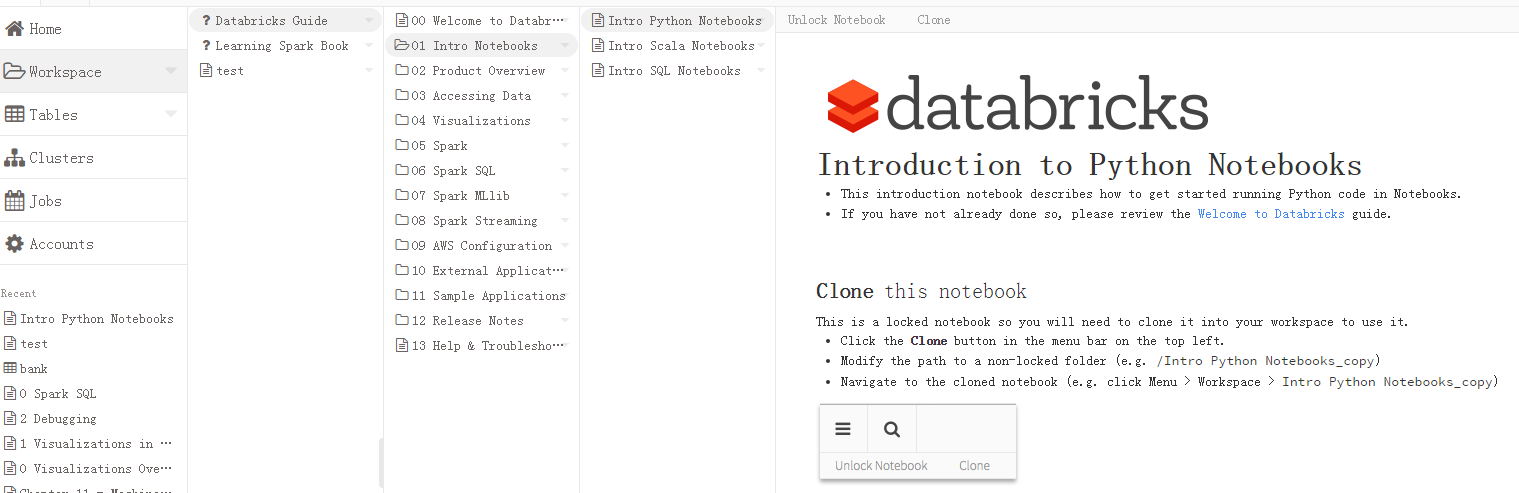 Home
Workspace
Tables
Clusters
Jobs
Accounts
Recent
Intro Python Notebooks
test
bank
0 Spark SQL
2 Debugging
1 Visualizations in ···
0 Visualizations Ove···
? Databricks Guide
? Learning Spark Book
test
00 Welcome to Databr···
01 Intro Notebooks
02 Product Overview
03 Accessing Data
04 Visualizations
05 Spark
06 Spark SQL
07 Spark MLlib
08 Spark Streaming
09 AWS Configuration
10 External Applicat···
11 Sample Applications
12 Release Notes
13 Help & Troublesho···
Intro Python Notebooks
Intro Scala Notebooks
Intro SQL Notebooks
Unlock Notebook Clone
databricks
Introduction to Python Notebooks
• This introduction notebook describes how to get started running Python code in Notebooks.
• If you have not already done so, please review the Welcome to Databricks guide.
Clone this notebook
This is a locked notebook so you will need to clone it into your workspace to use it.
• Click the Clone button in the menu bar on the top left.
• Modify the path to a non-locked folder (e.g. /Intro Python Notebooks_copy)
• Navigate to the cloned notebook (e.g. click Menu > Workspace > Intro Python Notebooks_copy)
Unlock Notebook Clone